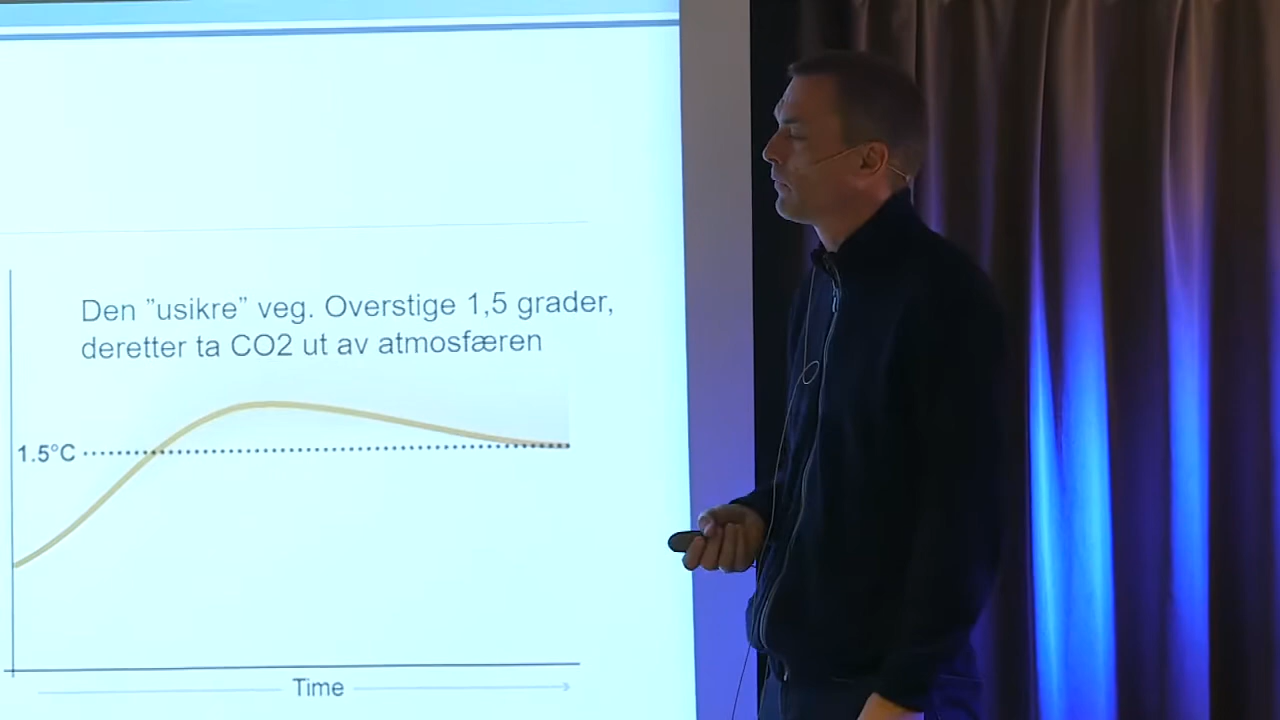 Den ”usikre” veg. Overstige 1,5 grader,
deretter ta CO2 ut av atmosfæren
1.5°C
Time